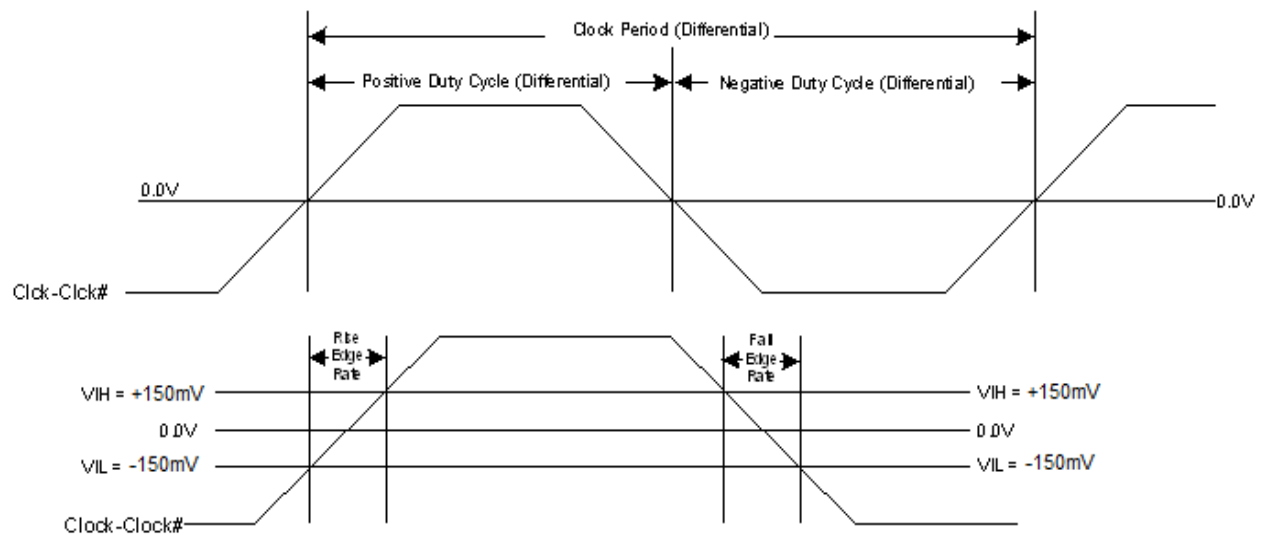 Clock Period (Differential)
Positive Duty Cycle (Differential)
Negative Duty Cycle (Differential)
0.0V
0.0V
Clck-Clck#
Rise
Edge
Rate
Fall
Edge
Rate
VIH = +150mV
VIH = +150mV
0.0V
0.0V
VIL = -150mV
VIL = -150mV
Clock-Clock#